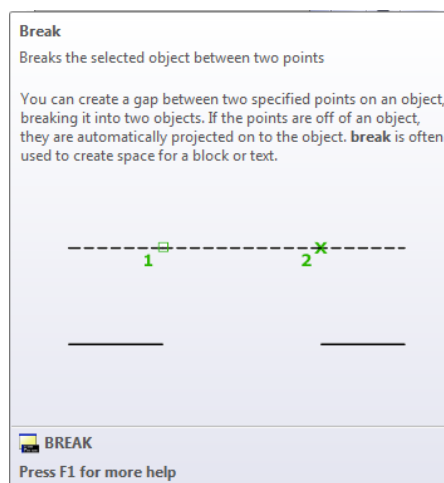 Break
Breaks the selected object between two points
You can create a gap between two specified points on an object,
breaking it into two objects. If the points are off of an object,
they are automatically projected on to the object. break is often
used to create space for a block or text.
1 2
BREAK
Press F1 for more help